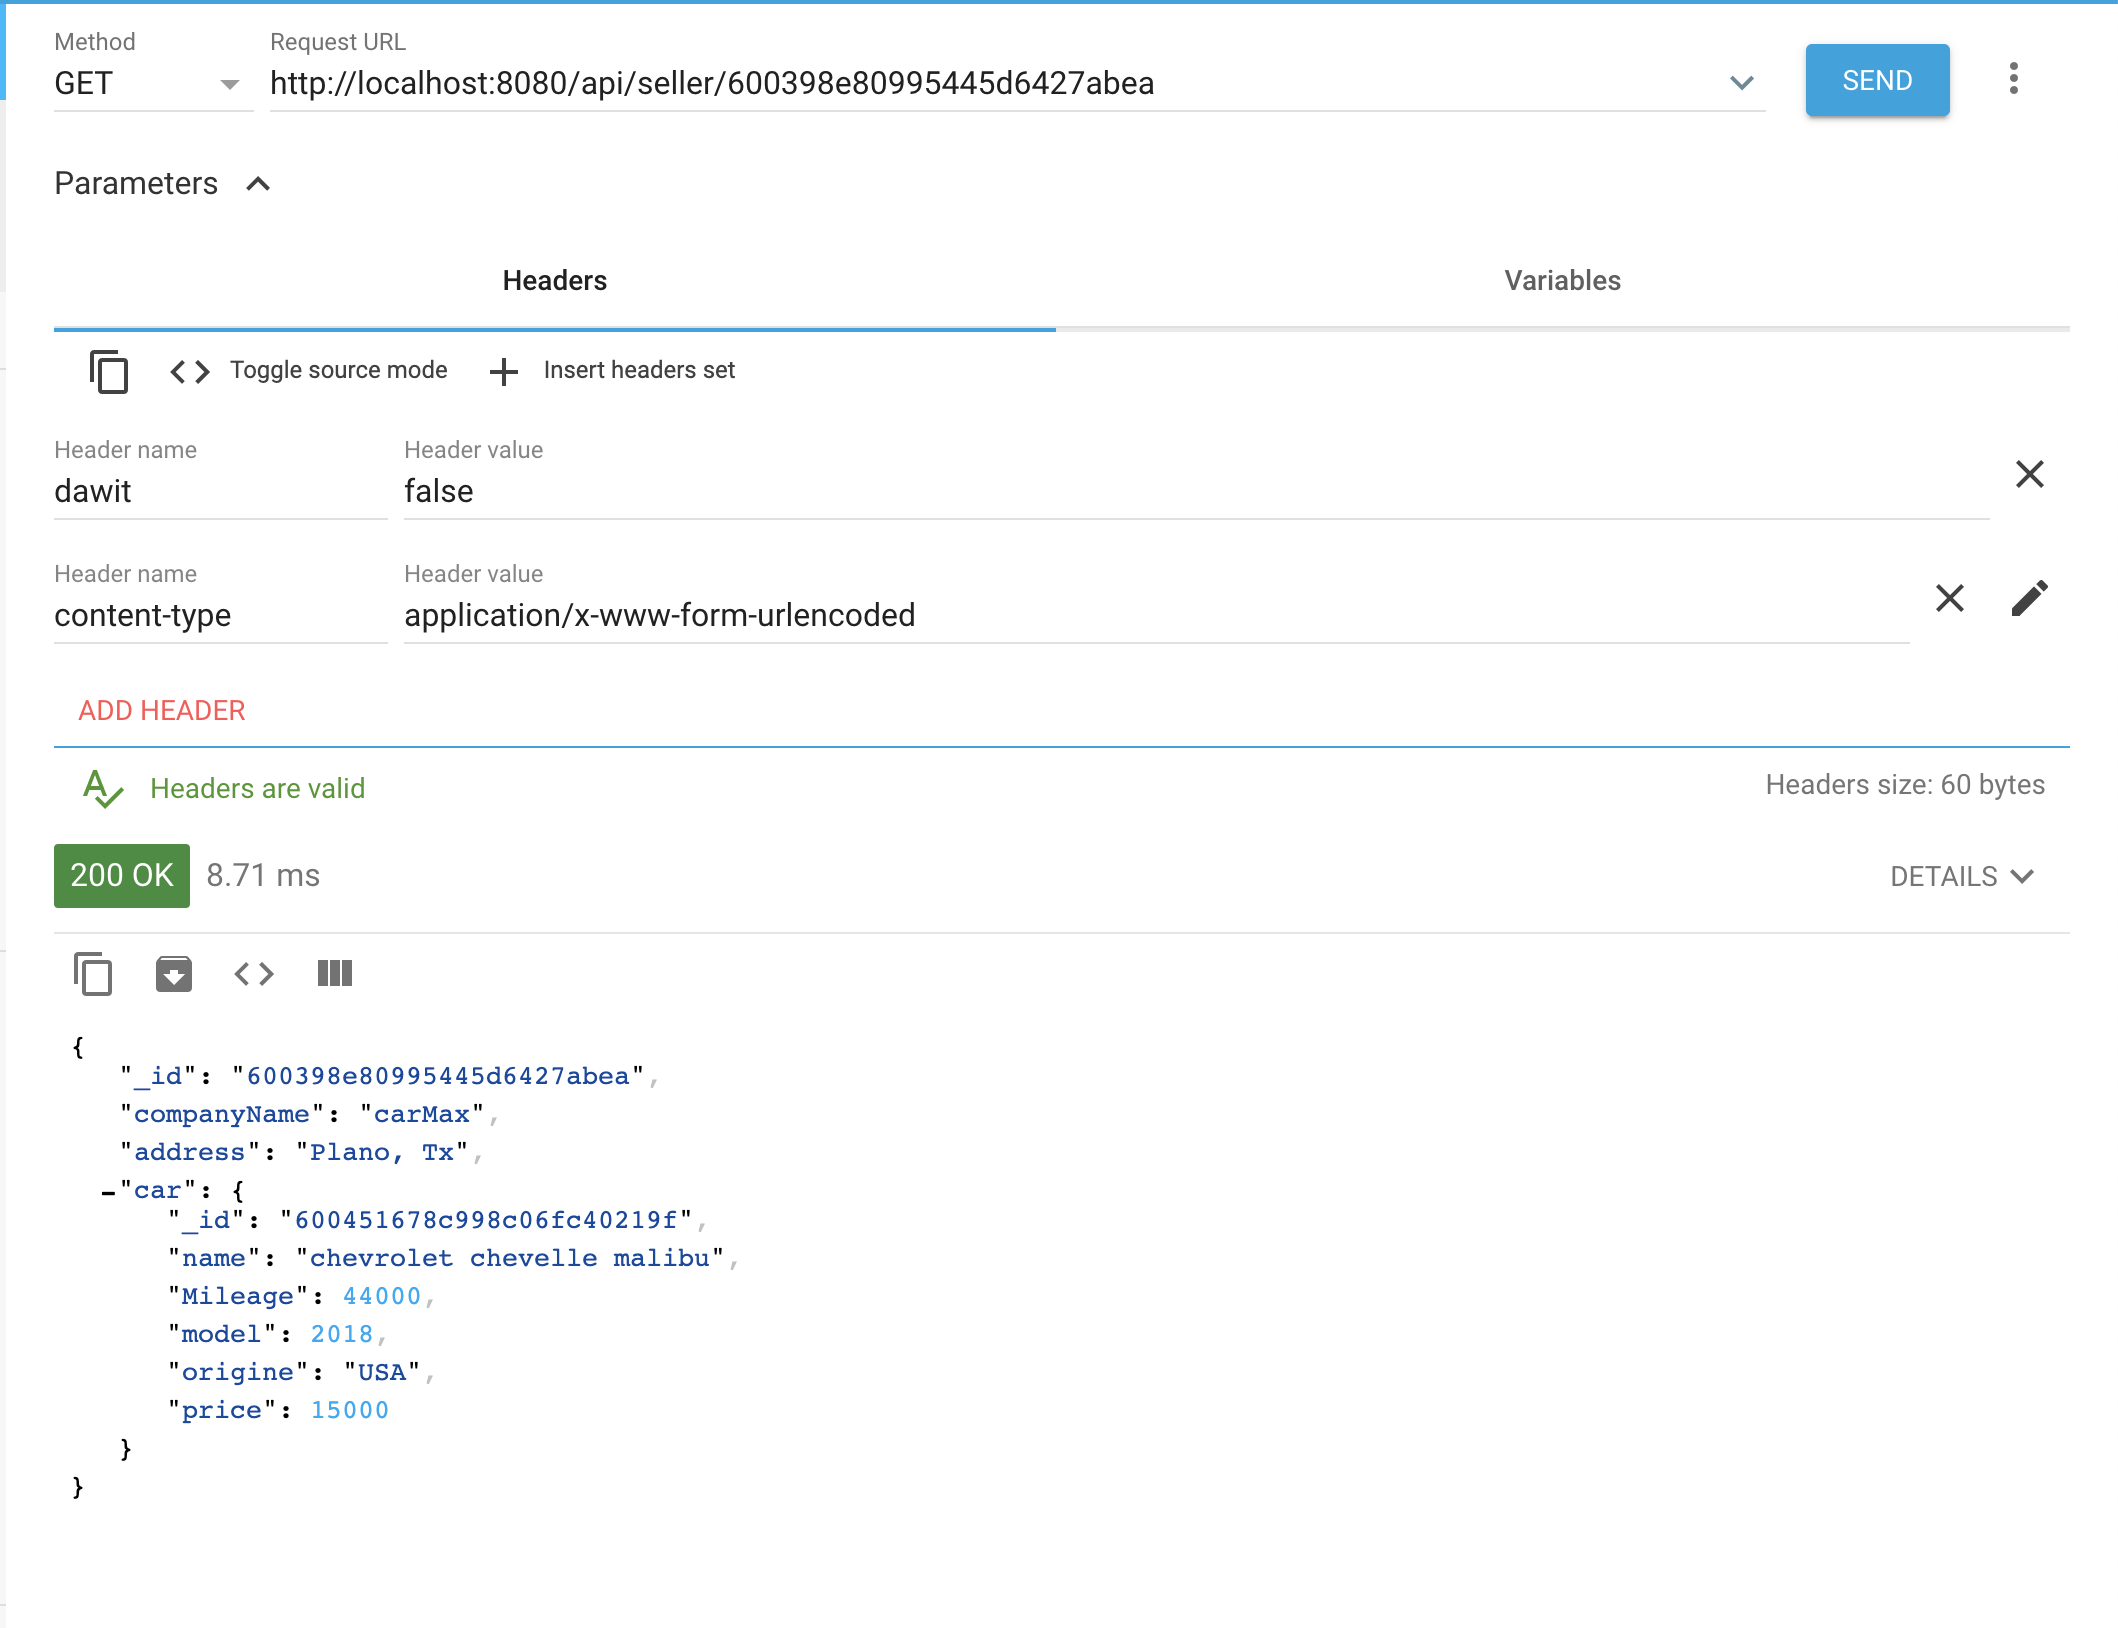 Method Request URL
GET http://localhost:8080/api/seller/600398e80995445d6427abea SEND
Parameters
Headers Variables
Toggle source mode Insert headers set
Header name Header value
dawit false
Header name Header value
content-type application/x-www-form-urlencoded
ADD HEADER
Headers are valid Headers size: 60 bytes
200 OK 8.71 ms DETAILS
{
"_id": "600398e80995445d6427abea",
"companyName": "carMax",
"address": "Plano, Tx",
"car": {
"_id": "600451678c998c06fc40219f",
"name": "chevrolet chevelle malibu",
"Mileage": 44000,
"model": 2018,
"origine": "USA",
"price": 15000
}
}